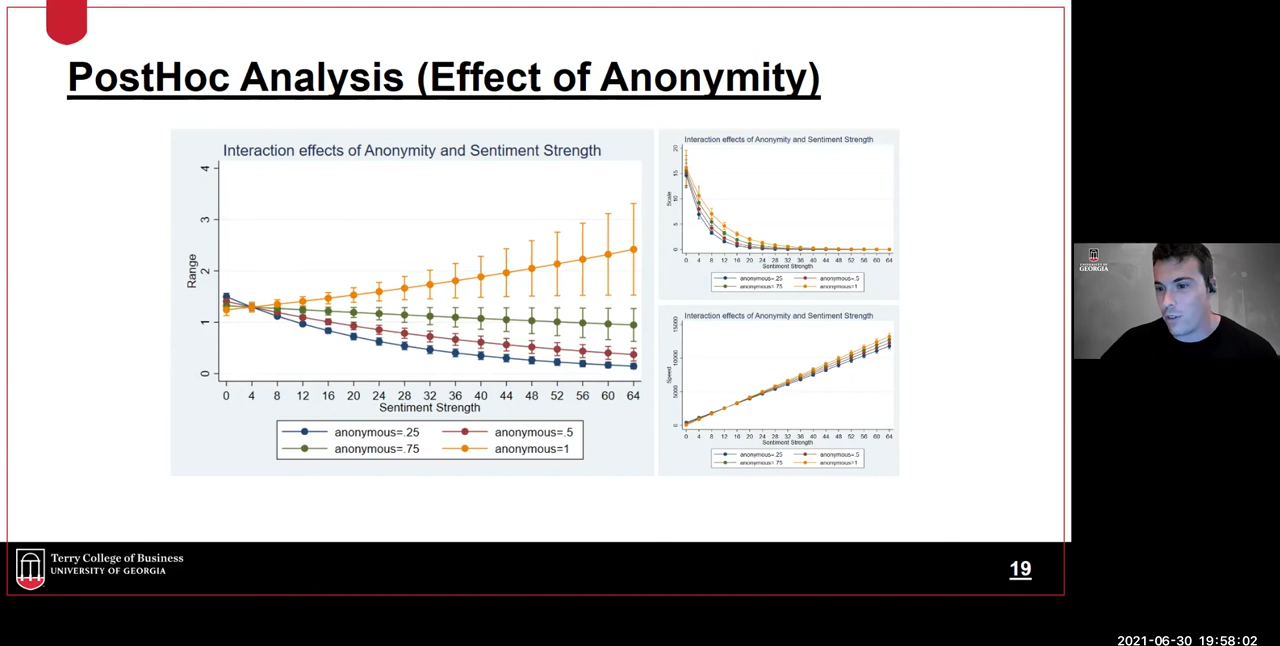 PostHoc Analysis (Effect of Anonymity)
Interaction effects of Anonymity and Sentiment Strength
Range
4
3
2
1
0
0 4 8 12 16 20 24 28 32 36 40 44 48 52 56 60 64
Sentiment Strength
anonymous=.25 anonymous=.5
anonymous=.75 anonymous=1
Interaction effects of Anonymity and Sentiment Strength
Scale
20
15
10
5
0
0 4 8 12 16 20 24 28 32 36 40 44 48 52 56 60 64
Sentiment Strength
anonymous=.25 anonymous=.5
anonymous=.75 anonymous=1
Interaction effects of Anonymity and Sentiment Strength
Speed
15000
10000
5000
0
0 4 8 12 16 20 24 28 32 36 40 44 48 52 56 60 64
Sentiment Strength
anonymous=.25 anonymous=.5
anonymous=.75 anonymous=1
UNIVERSITY OF
GEORGIA
Terry College of Business
UNIVERSITY OF GEORGIA
19
2021-06-30 19:58:02